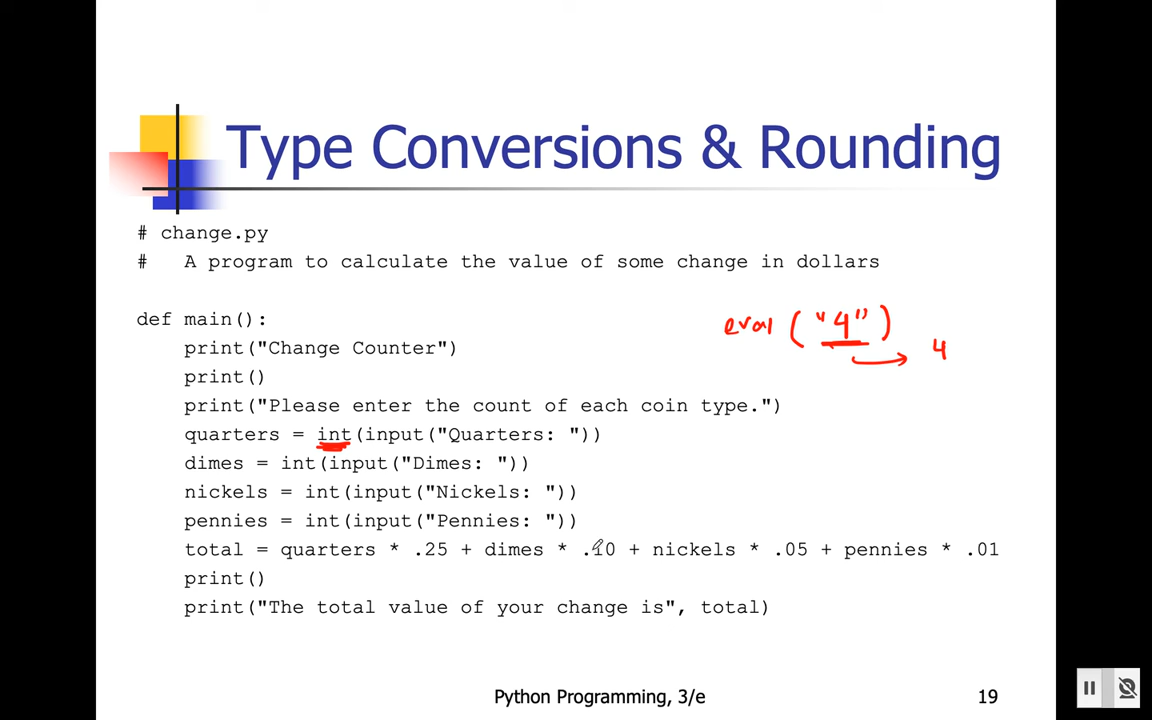 Type Conversions & Rounding
# change.py
#   A program to calculate the value of some change in dollars
def main():
eval ("4")
4
    print("Change Counter")
    print()
    print("Please enter the count of each coin type.")
    quarters = int(input("Quarters: "))
    dimes = int(input("Dimes: "))
    nickels = int(input("Nickels: "))
    pennies = int(input("Pennies: "))
    total = quarters * .25 + dimes * .10 + nickels * .05 + pennies * .01
    print()
    print("The total value of your change is", total)
Python Programming, 3/e
19